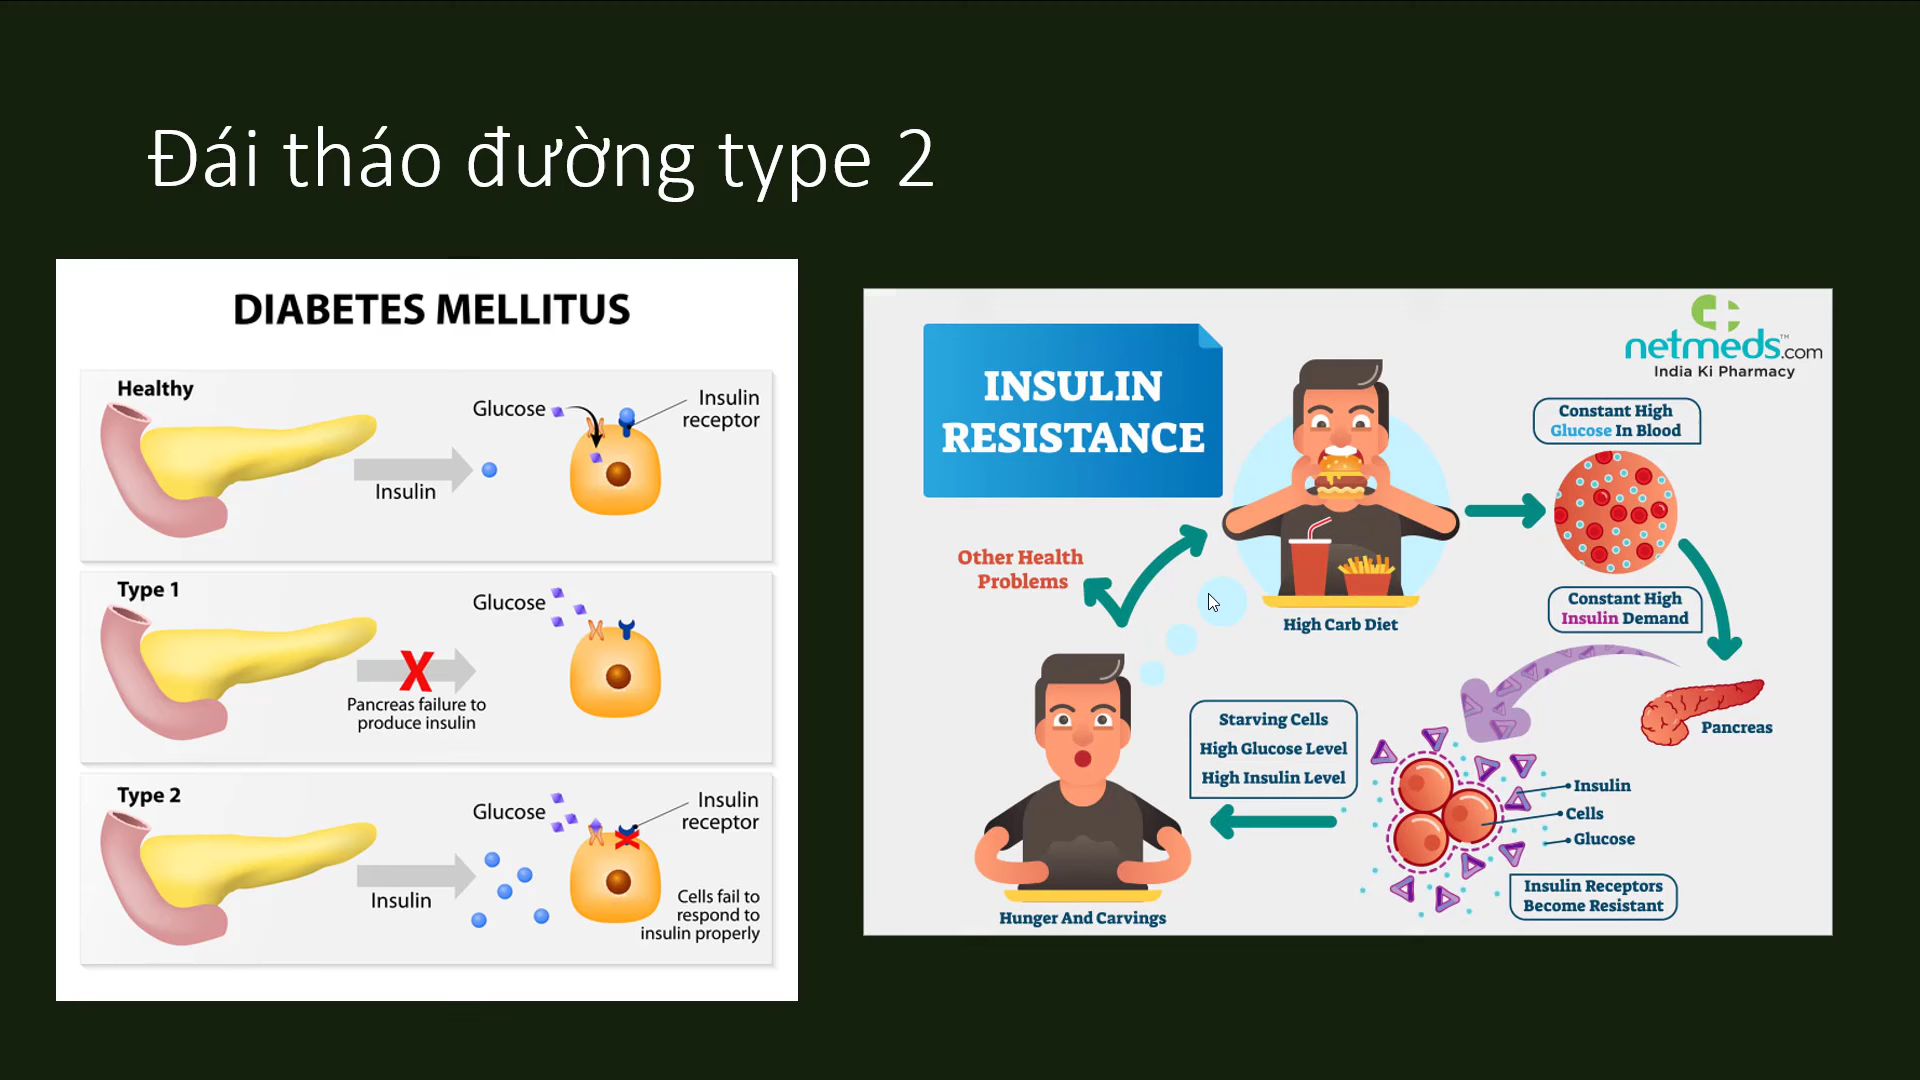 Đái tháo đường type 2
DIABETES MELLITUS
Healthy
Glucose
Insulin
receptor
Insulin
Type 1
Glucose
X
Pancreas failure to
produce insulin
Type 2
Glucose
Insulin
receptor
Insulin
Cells fail to
respond to
insulin properly
INSULIN
RESISTANCE
netmeds.com
TM
India Ki Pharmacy
High Carb Diet
Constant High
Glucose In Blood
Constant High
Insulin Demand
Pancreas
Insulin
Cells
Glucose
Insulin Receptors
Become Resistant
Starving Cells
High Glucose Level
High Insulin Level
Hunger And Carvings
Other Health
Problems